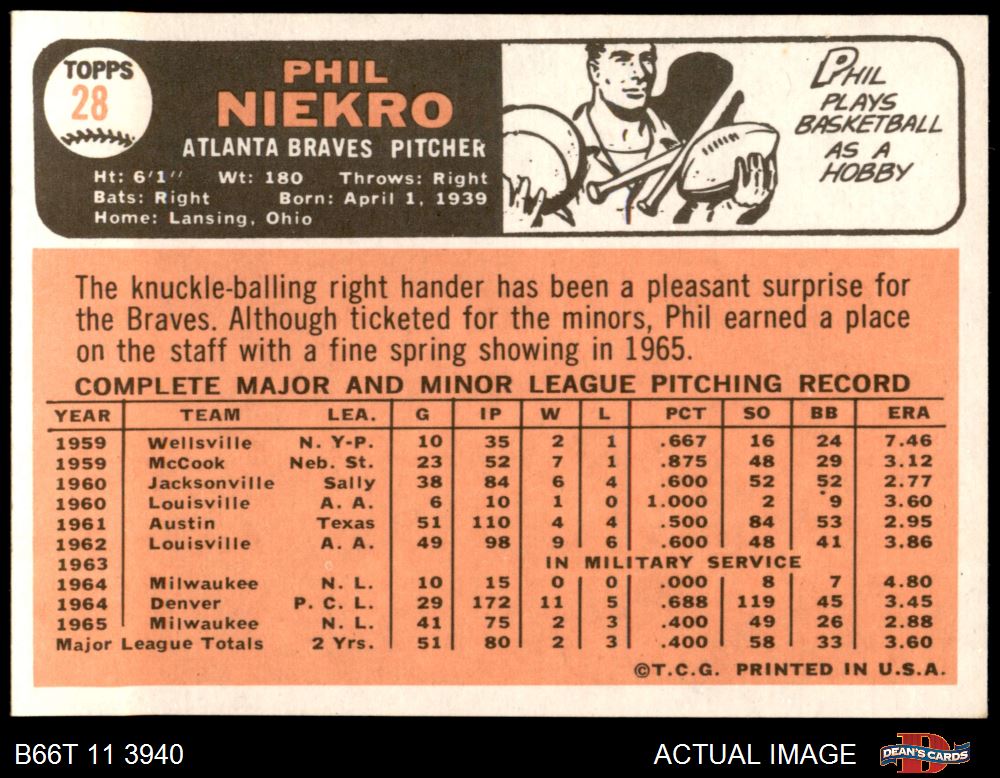 TOPPS
28
PHIL
NIEKRO
ATLANTA BRAVES PITCHER
Ht: 6'1" Wt: 180 Throws: Right
Bats: Right Born: April 1, 1939
Home: Lansing, Ohio
PHIL
PLAYS
BASKETBALL
AS A
HOBBY
The knuckle-balling right hander has been a pleasant surprise for
the Braves. Although ticketed for the minors, Phil earned a place
on the staff with a fine spring showing in 1965.
COMPLETE MAJOR AND MINOR LEAGUE PITCHING RECORD
YEAR TEAM LEA. G IP W L PCT SO BB ERA
1959 Wellsville N. Y-P. 10 35 2 1 .667 16 24 7.46
1959 McCook Neb. St. 23 52 7 1 .875 48 29 3.12
1960 Jacksonville Sally 38 84 6 4 .600 52 52 2.77
1960 Louisville A. A. 6 10 1 0 1.000 2 9 3.60
1961 Austin Texas 51 110 4 4 .500 84 53 2.95
1962 Louisville A. A. 49 98 9 6 .600 48 41 3.86
1963 IN MILITARY SERVICE
1964 Milwaukee N. L. 10 15 0 0 .000 8 7 4.80
1964 Denver P. C. L. 29 172 11 5 .688 119 45 3.45
1965 Milwaukee N. L. 41 75 2 3 .400 49 26 2.88
Major League Totals 2 Yrs. 51 80 2 3 .400 58 33 3.60
©T.C.G. PRINTED IN U.S.A.
B66T 11 3940 ACTUAL IMAGE DEAN'S CARDS